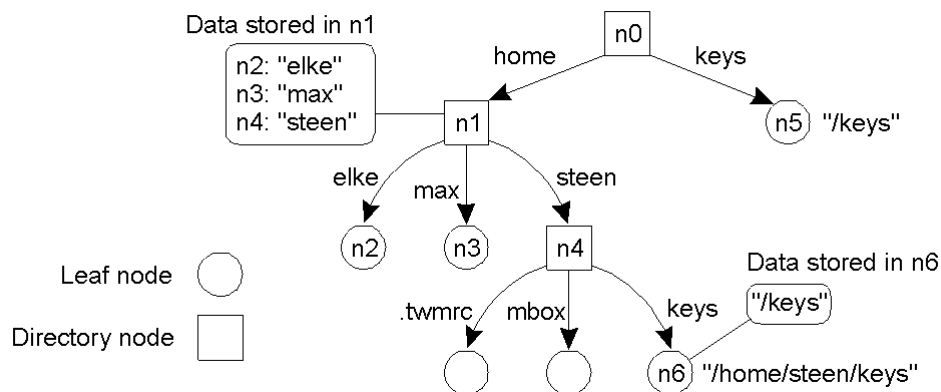 Data stored in n1
n2: "elke"
n3: "max"
n4: "steen"
n0
home
keys
n1
n5
"/keys"
elke
max
steen
n2
n3
n4
Leaf node
Directory node
Data stored in n6
"/keys"
.twmrc
mbox
keys
n6
"/home/steen/keys"